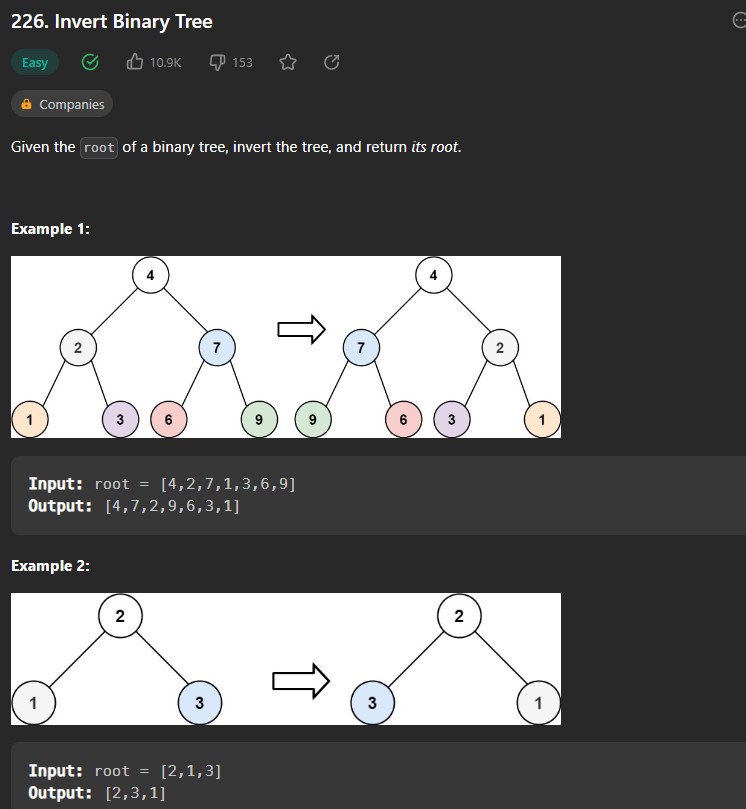 226. Invert Binary Tree
Easy 10.9K 153
Companies
Given the root of a binary tree, invert the tree, and return its root.
Example 1:
4 4
2 7 7 2
1 3 6 9 9 6 3 1
Input: root = [4,2,7,1,3,6,9]
Output: [4,7,2,9,6,3,1]
Example 2:
2 2
1 3 3 1
Input: root = [2,1,3]
Output: [2,3,1]